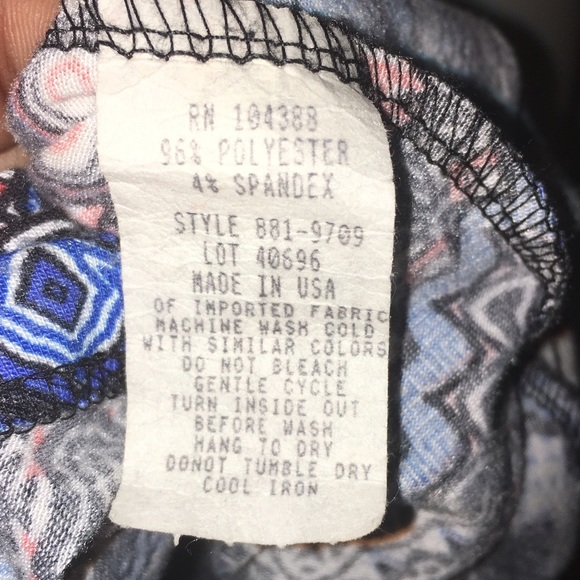 RN 104388
96% POLYESTER
4% SPANDEX
STYLE 881-9709
LOT 40696
MADE IN USA
OF IMPORTED FABRIC
MACHINE WASH COLD
WITH SIMILAR COLORS
DO NOT BLEACH
GENTLE CYCLE
TURN INSIDE OUT
BEFORE WASH
HANG TO DRY
DONOT TUMBLE DRY
COOL IRON